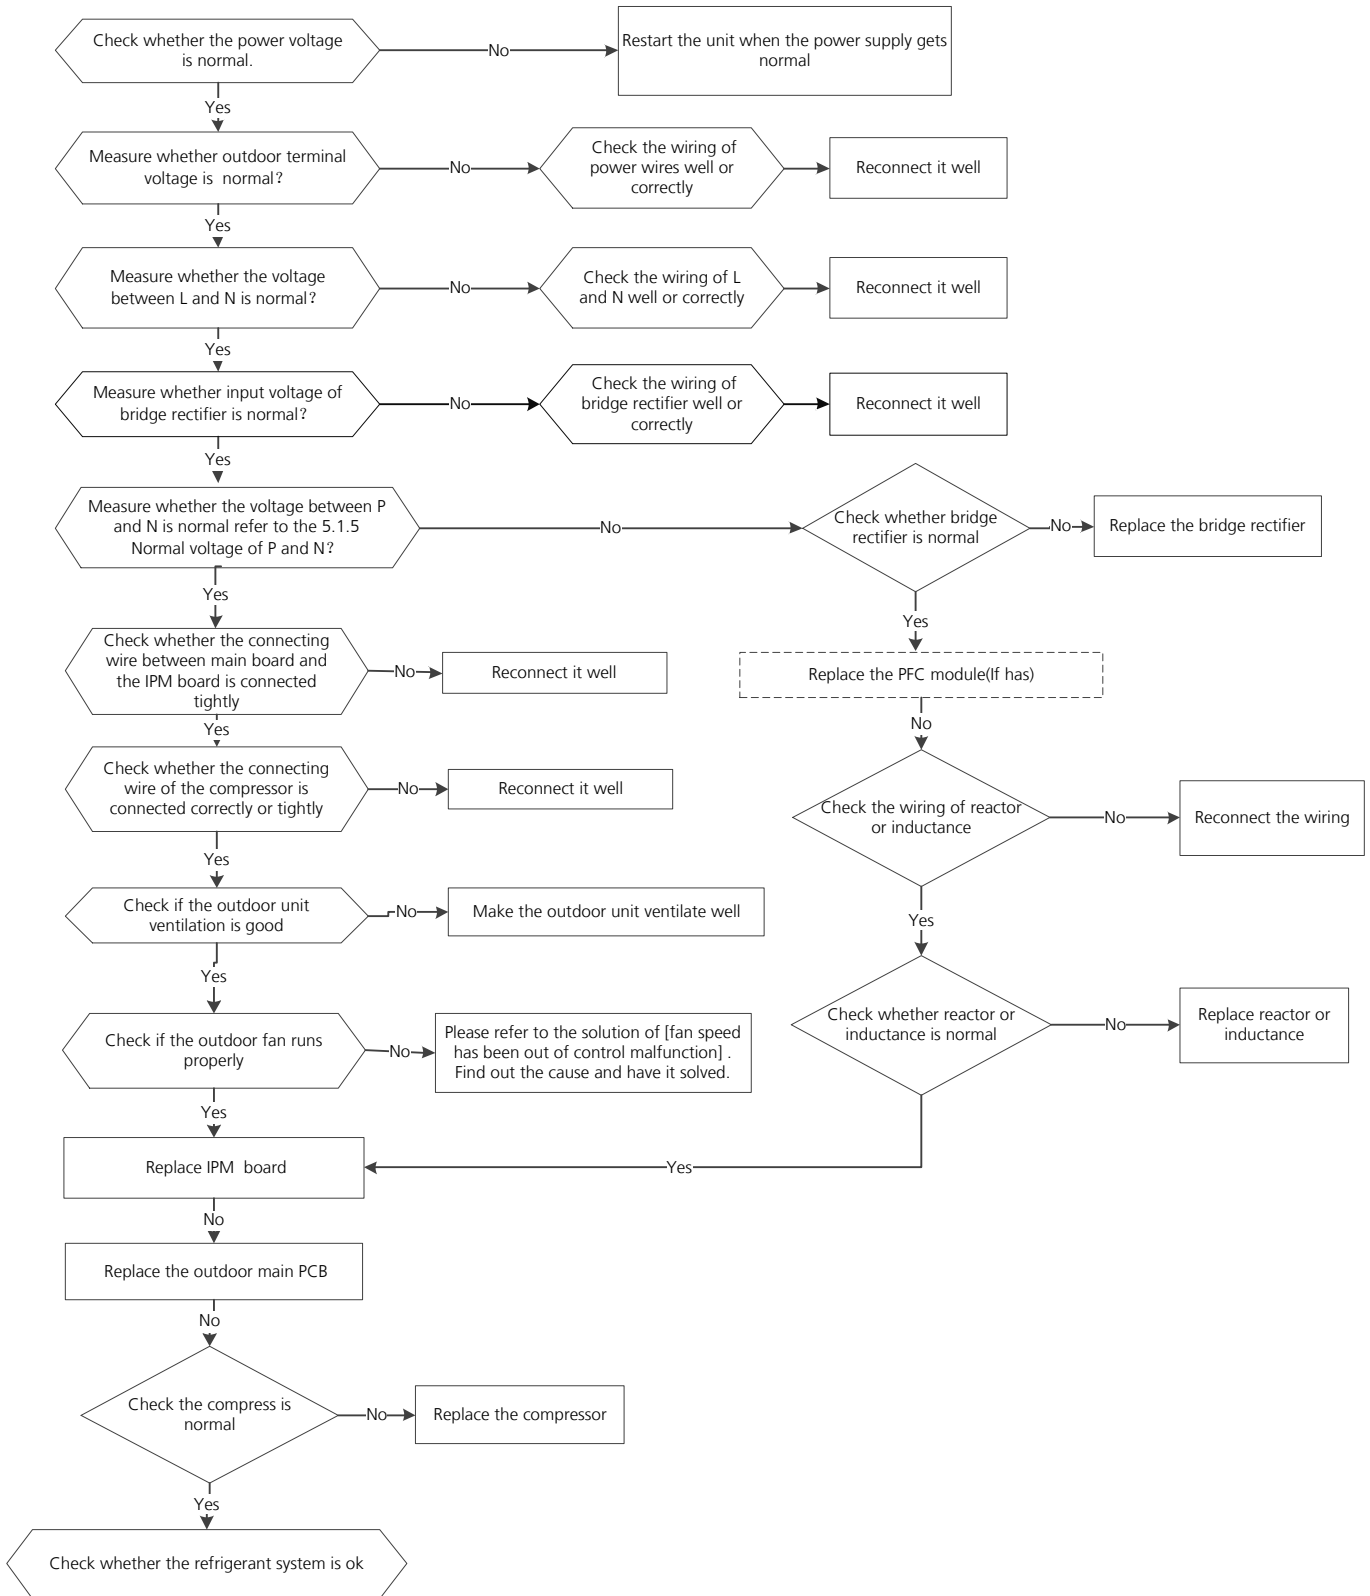 Check whether the power voltage
is normal.
No
Restart the unit when the power supply gets
normal
Yes
Measure whether outdoor terminal
voltage is normal?
No
Check the wiring of
power wires well or
correctly
Reconnect it well
Yes
Measure whether the voltage
between L and N is normal?
No
Check the wiring of L
and N well or correctly
Reconnect it well
Yes
Measure whether input voltage of
bridge rectifier is normal?
No
Check the wiring of
bridge rectifier well or
correctly
Reconnect it well
Yes
Measure whether the voltage between P
and N is normal refer to the 5.1.5
Normal voltage of P and N?
No
Check whether bridge
rectifier is normal
No
Replace the bridge rectifier
Yes
Yes
Check whether the connecting
wire between main board and
the IPM board is connected
tightly
No
Reconnect it well
Replace the PFC module(If has)
No
Yes
Check whether the connecting
wire of the compressor is
connected correctly or tightly
No
Reconnect it well
Check the wiring of reactor
or inductance
No
Reconnect the wiring
Yes
Check if the outdoor unit
ventilation is good
No
Make the outdoor unit ventilate well
Yes
Yes
Check if the outdoor fan runs
properly
No
Please refer to the solution of [fan speed
has been out of control malfunction] .
Find out the cause and have it solved.
Check whether reactor or
inductance is normal
No
Replace reactor or
inductance
Yes
Replace IPM board
Yes
No
Replace the outdoor main PCB
No
Check the compress is
normal
No
Replace the compressor
Yes
Check whether the refrigerant system is ok